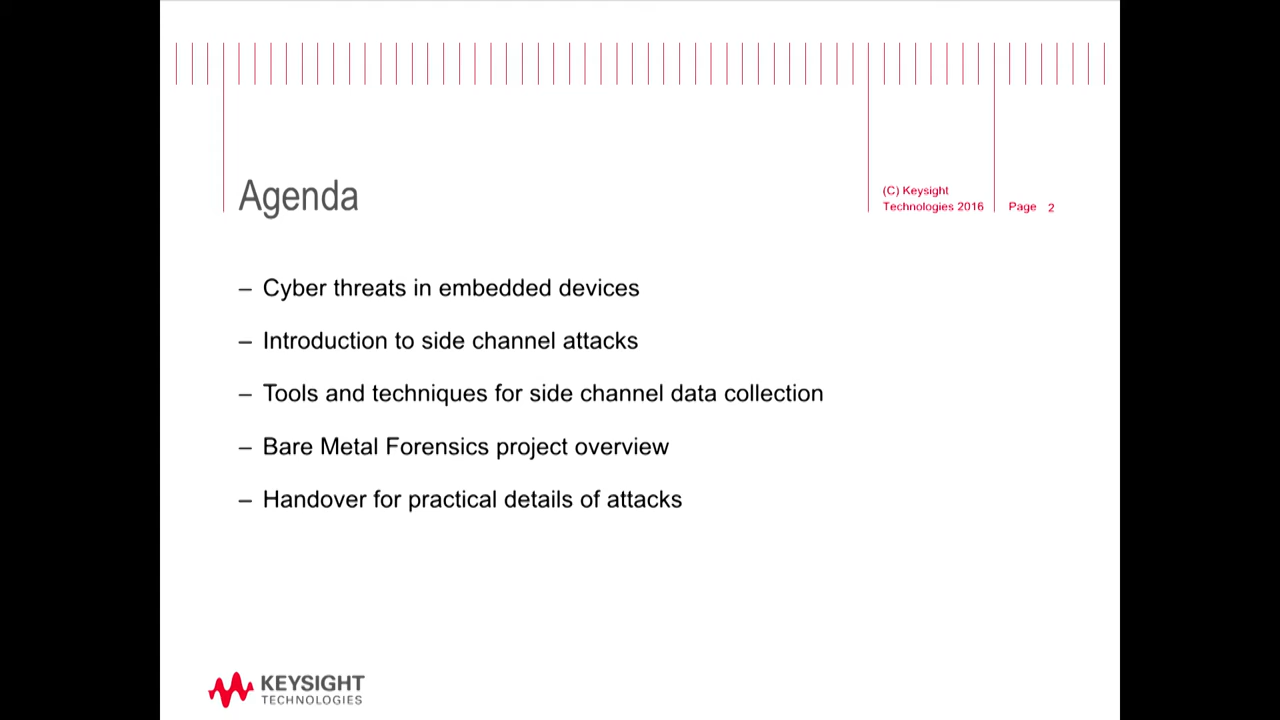 Agenda
(C) Keysight
Technologies 2016
Page 2
– Cyber threats in embedded devices
– Introduction to side channel attacks
– Tools and techniques for side channel data collection
– Bare Metal Forensics project overview
– Handover for practical details of attacks
KEYSIGHT
TECHNOLOGIES